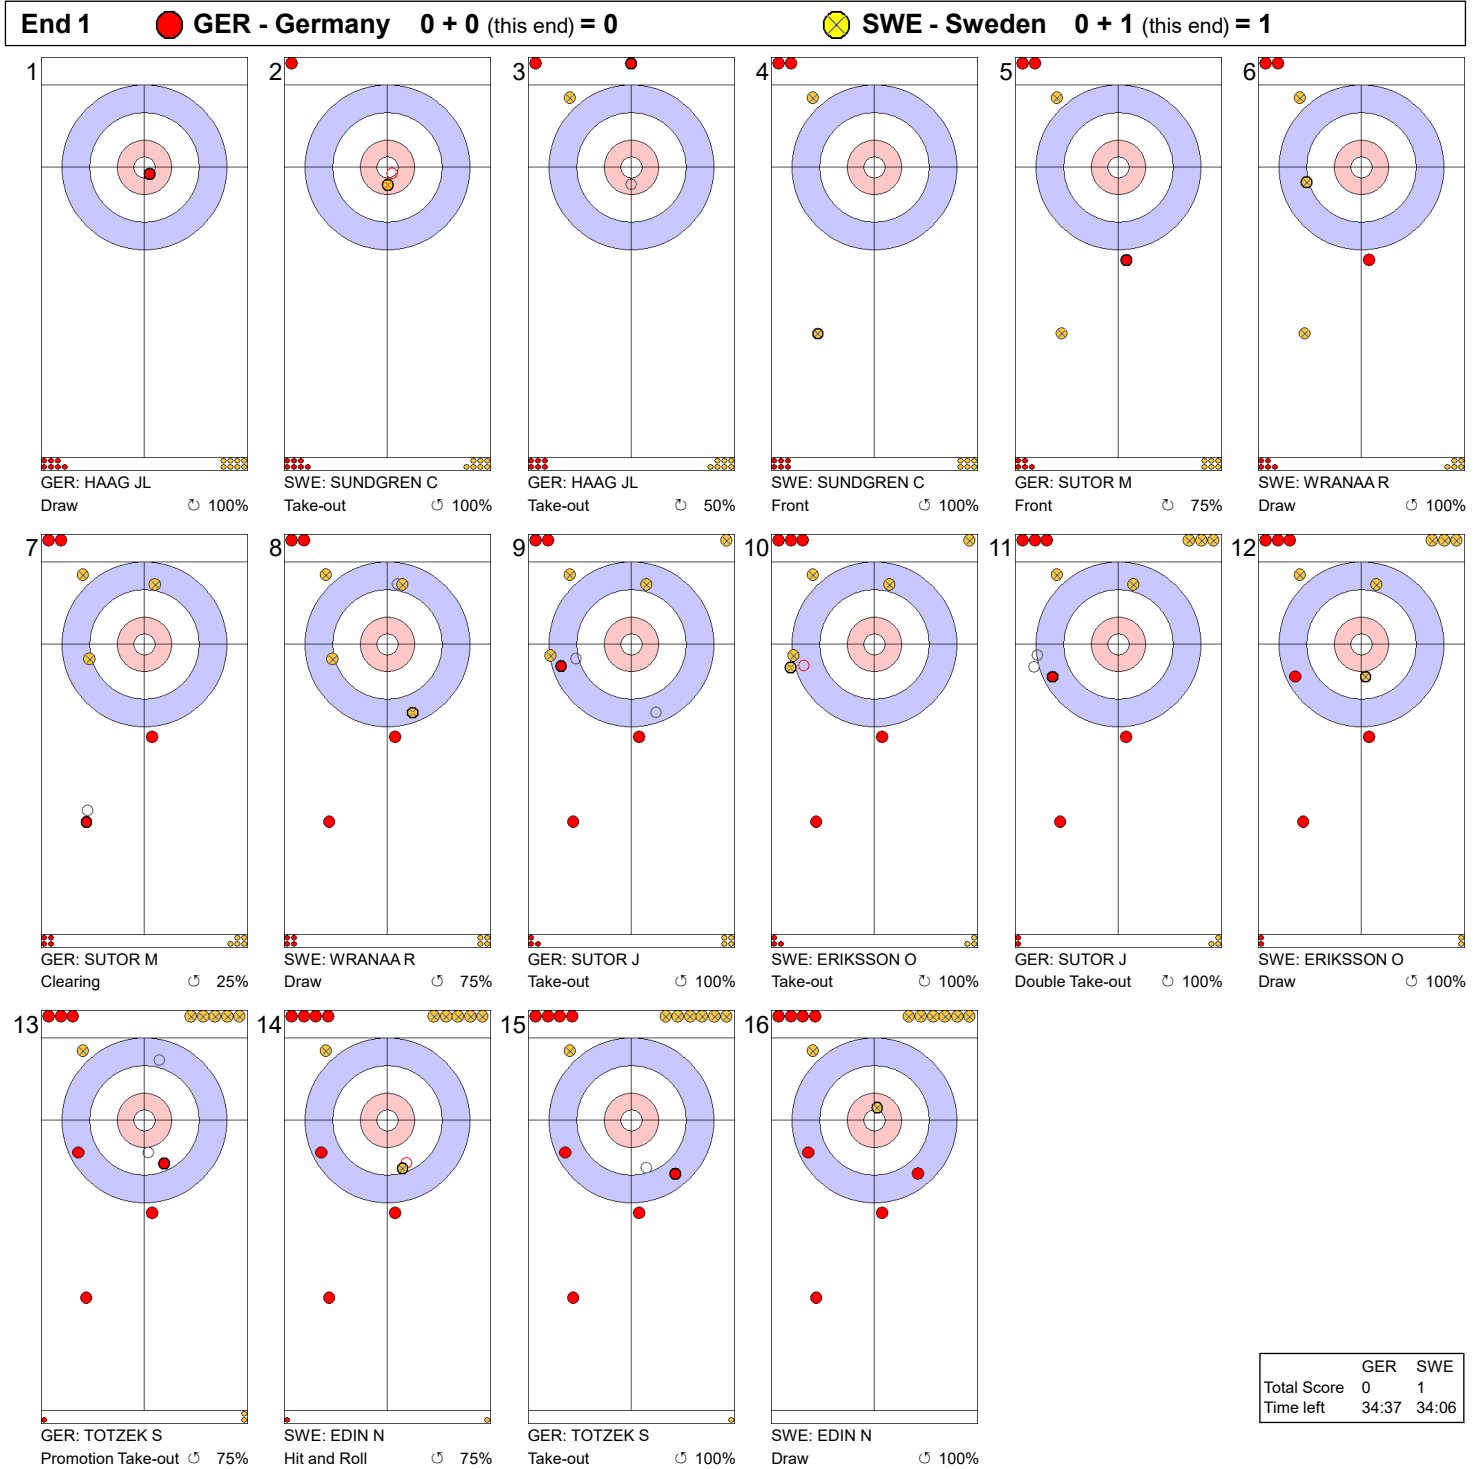 End 1 GER - Germany 0 + 0 (this end) = 0 SWE - Sweden 0 + 1 (this end) = 1
1 2 3 4 5 6
GER: HAAG JL SWE: SUNDGREN C GER: HAAG JL SWE: SUNDGREN C GER: SUTOR M SWE: WRANAA R
Draw ↻ 100% Take-out ↺ 100% Take-out ↻ 50% Front ↺ 100% Front ↻ 75% Draw ↻ 100%
7 8 9 10 11 12
GER: SUTOR M SWE: WRANAA R GER: SUTOR J SWE: ERIKSSON O GER: SUTOR J SWE: ERIKSSON O
Clearing ↺ 25% Draw ↺ 75% Take-out ↺ 100% Take-out ↺ 100% Double Take-out ↻ 100% Draw ↺ 100%
13 14 15 16
GER: TOTZEK S SWE: EDIN N GER: TOTZEK S SWE: EDIN N
Promotion Take-out ↺ 75% Hit and Roll ↺ 75% Take-out ↺ 100% Draw ↺ 100%
GER SWE
Total Score 0 1
Time left 34:37 34:06